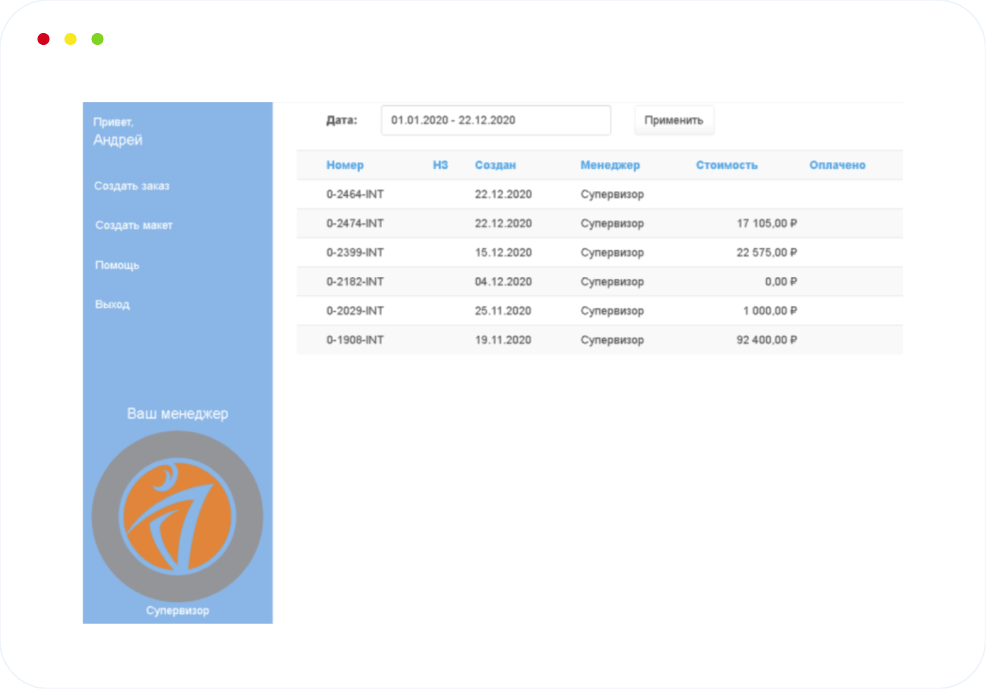 Привет,
Андрей
Создать заказ
Создать макет
Помощь
Выход
Ваш менеджер
Супервизор
Дата: 01.01.2020 - 22.12.2020 Применить
Номер НЗ Создан Менеджер Стоимость Оплачено
0-2464-INT 22.12.2020 Супервизор
0-2474-INT 22.12.2020 Супервизор 17 105,00 ₽
0-2399-INT 15.12.2020 Супервизор 22 575,00 ₽
0-2182-INT 04.12.2020 Супервизор 0,00 ₽
0-2029-INT 25.11.2020 Супервизор 1 000,00 ₽
0-1908-INT 19.11.2020 Супервизор 92 400,00 ₽